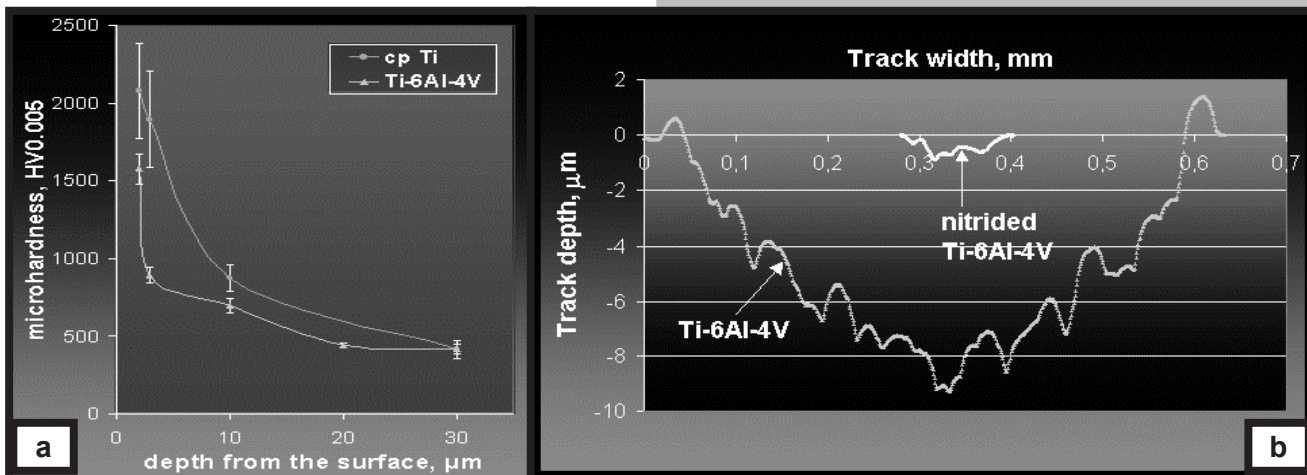 2500
2000
1500
1000
500
0
microhardness, HV0.005
cp Ti
Ti-6Al-4V
0 10 20 30
depth from the surface, µm
a
Track width, mm
2
0
-2
-4
-6
-8
-10
Track depth, µm
0 0,1 0,2 0,3 0,4 0,5 0,6 0,7
nitrided
Ti-6Al-4V
Ti-6Al-4V
b